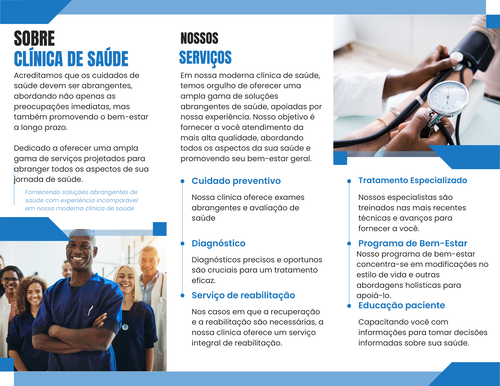 SOBRE
CLÍNICA DE SAÚDE
Acreditamos que os cuidados de
saúde devem ser abrangentes,
abordando não apenas as
preocupações imediatas, mas
também promovendo o bem-estar
a longo prazo.
Dedicado a oferecer uma ampla
gama de serviços projetados para
abranger todos os aspectos de sua
jornada de saúde.
Fornecendo soluções abrangentes de
saúde com experiência incomparável
em nossa moderna clínica de saúde
NOSSOS
SERVIÇOS
Em nossa moderna clínica de saúde,
temos orgulho de oferecer uma
ampla gama de soluções
abrangentes de saúde, apoiadas por
nossa experiência. Nosso objetivo é
fornecer a você atendimento da
mais alta qualidade, abordando
todos os aspectos da sua saúde e
promovendo seu bem-estar geral.
Cuidado preventivo
Nossa clínica oferece exames
abrangentes e avaliação de
saúde
Diagnóstico
Diagnósticos precisos e oportunos
são cruciais para um tratamento
eficaz.
Serviço de reabilitação
Nos casos em que a recuperação
e a reabilitação são necessárias, a
nossa clínica oferece um serviço
integral de reabilitação.
Tratamento Especializado
Nossos especialistas são
treinados nas mais recentes
técnicas e avanços para
fornecer a você.
Programa de Bem-Estar
Nosso programa de bem-estar
concentra-se em modificações no
estilo de vida e outras
abordagens holísticas para
apoiá-lo.
Educação paciente
Capacitando você com
informações para tomar decisões
informadas sobre sua saúde.